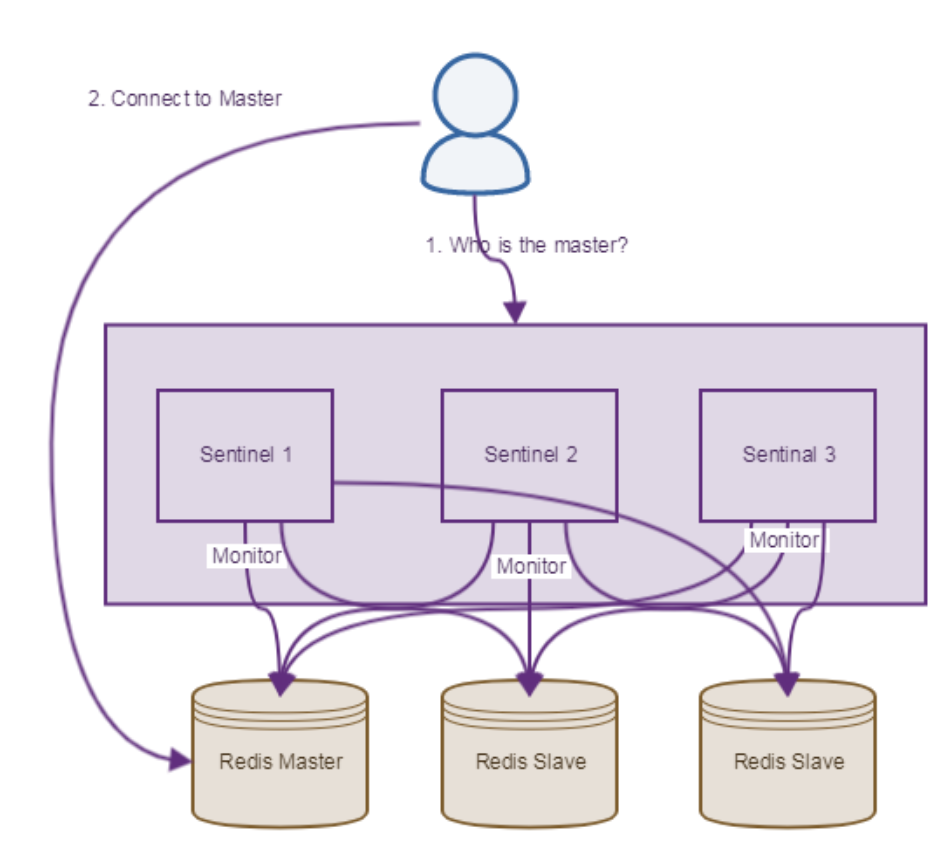 2. Connect to Master
1. Who is the master?
Sentinel 1
Sentinel 2
Sentinal 3
Monitor
Monitor
Monitor
Redis Master
Redis Slave
Redis Slave